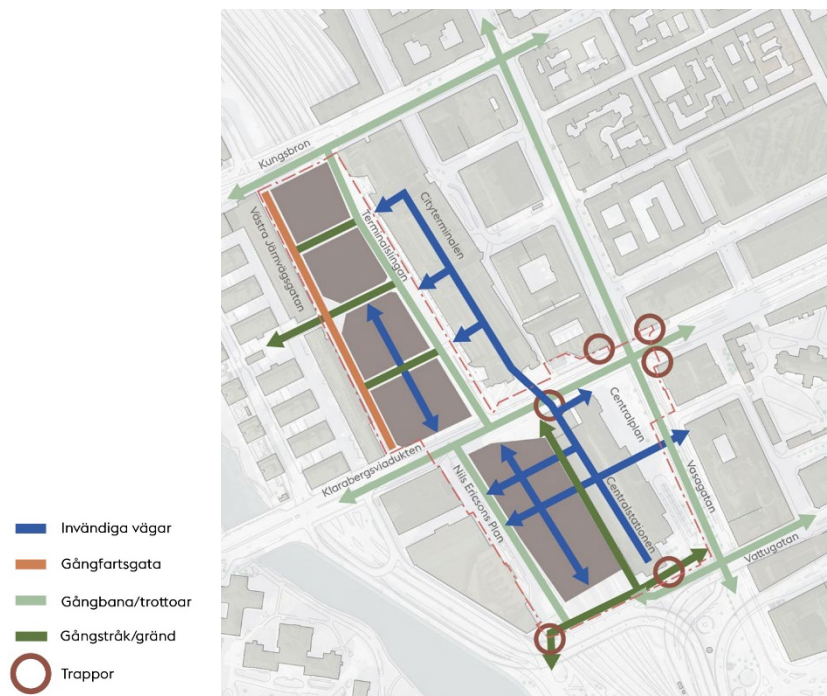 Kungsbron
Västra Järnvägsgatan
Terminalslingan
Cityterminalen
Klarabergsviadukten
Nils Ericsons Plan
Centralplan
Centralstationen
Vasagatan
Vattugatan
Invändiga vägar
Gångfartsgata
Gångbana/trottoar
Gångstråk/gränd
Trappor